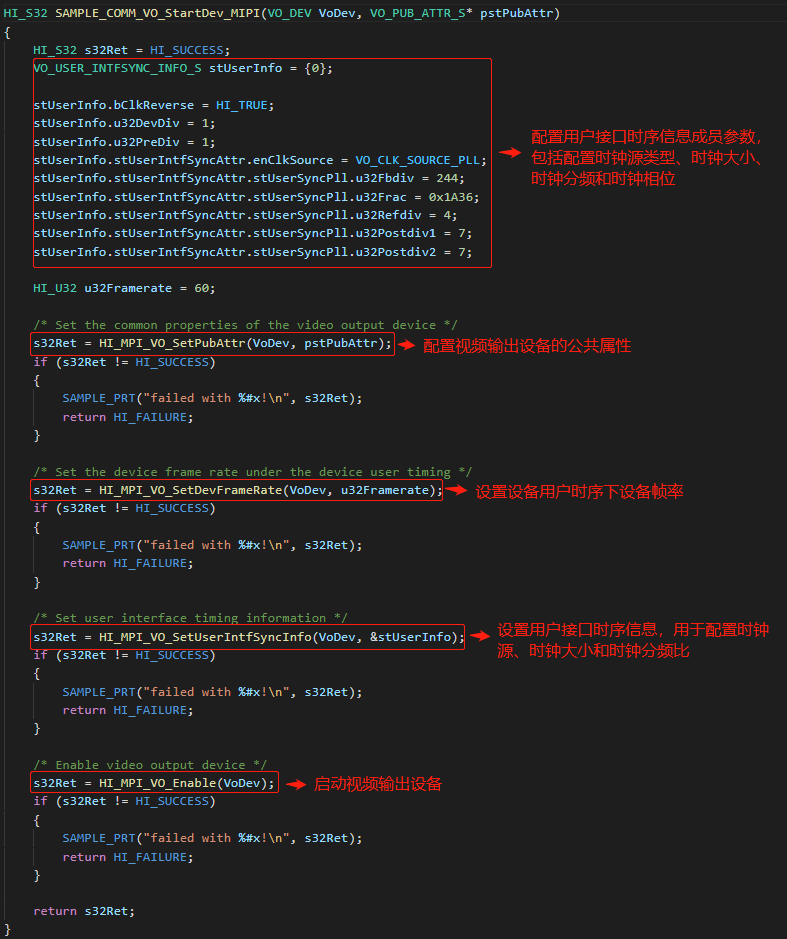 HI_S32 SAMPLE_COMM_VO_StartDev_MIPI(VO_DEV VoDev, VO_PUB_ATTR_S* pstPubAttr)
{
    HI_S32 s32Ret = HI_SUCCESS;
    VO_USER_INTFSYNC_INFO_S stUserInfo = {0};
    stUserInfo.bClkReverse = HI_TRUE;
    stUserInfo.u32DevDiv = 1;
    stUserInfo.u32PreDiv = 1;
    stUserInfo.stUserIntfSyncAttr.enClkSource = VO_CLK_SOURCE_PLL;
    stUserInfo.stUserIntfSyncAttr.stUserSyncPll.u32Fbdiv = 244;
    stUserInfo.stUserIntfSyncAttr.stUserSyncPll.u32Frac = 0x1A36;
    stUserInfo.stUserIntfSyncAttr.stUserSyncPll.u32Refdiv = 4;
    stUserInfo.stUserIntfSyncAttr.stUserSyncPll.u32Postdiv1 = 7;
    stUserInfo.stUserIntfSyncAttr.stUserSyncPll.u32Postdiv2 = 7;
配置用户接口时序信息成员参数，
包括配置时钟源类型、时钟大小、
时钟分频和时钟相位
    HI_U32 u32Framerate = 60;
    /* Set the common properties of the video output device */
    s32Ret = HI_MPI_VO_SetPubAttr(VoDev, pstPubAttr);
配置视频输出设备的公共属性
    if (s32Ret != HI_SUCCESS)
    {
        SAMPLE_PRT("failed with %#x!\n", s32Ret);
        return HI_FAILURE;
    }
    /* Set the device frame rate under the device user timing */
    s32Ret = HI_MPI_VO_SetDevFrameRate(VoDev, u32Framerate);
设置设备用户时序下设备帧率
    if (s32Ret != HI_SUCCESS)
    {
        SAMPLE_PRT("failed with %#x!\n", s32Ret);
        return HI_FAILURE;
    }
    /* Set user interface timing information */
    s32Ret = HI_MPI_VO_SetUserIntfSyncInfo(VoDev, &stUserInfo);
设置用户接口时序信息，用于配置时钟
源、时钟大小和时钟分频比
    if (s32Ret != HI_SUCCESS)
    {
        SAMPLE_PRT("failed with %#x!\n", s32Ret);
        return HI_FAILURE;
    }
    /* Enable video output device */
    s32Ret = HI_MPI_VO_Enable(VoDev);
启动视频输出设备
    if (s32Ret != HI_SUCCESS)
    {
        SAMPLE_PRT("failed with %#x!\n", s32Ret);
        return HI_FAILURE;
    }
    return s32Ret;
}